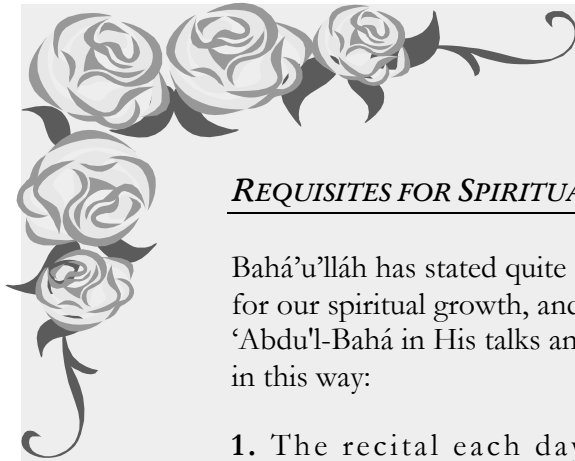 REQUISITES FOR
Bahá’u’lláh has stated quite
for our spiritual growth, and
‘Abdu'l-Bahá in His talks an
in this way:
1. The recital each day